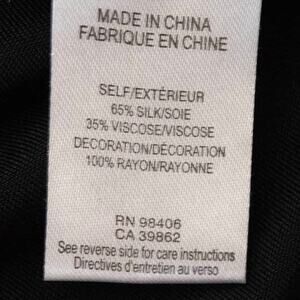 MADE IN CHINA
FABRIQUE EN CHINE
SELF/EXTÉRIEUR
65% SILK/SOIE
35% VISCOSE/VISCOSE
DECORATION/DÉCORATION
100% RAYON/RAYONNE
RN 98406
CA 39862
See reverse side for care instructions
Directives d'entretien au verso